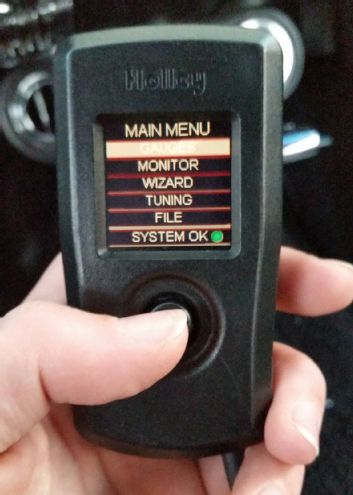 Holley
MAIN MENU
GAUGES
MONITOR
WIZARD
TUNING
FILE
SYSTEM OK